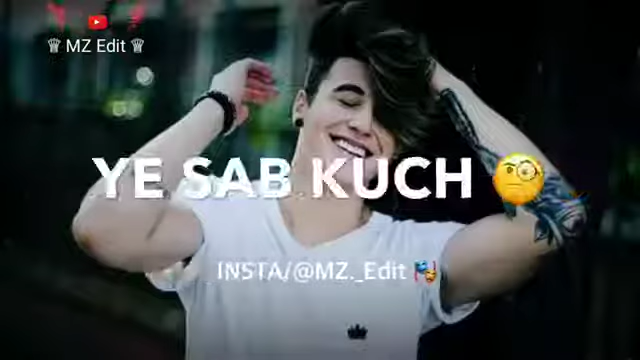 ♕ MZ Edit ♕
YE SAB KUCH 🧐
INSTA/@MZ._Edit 🎭